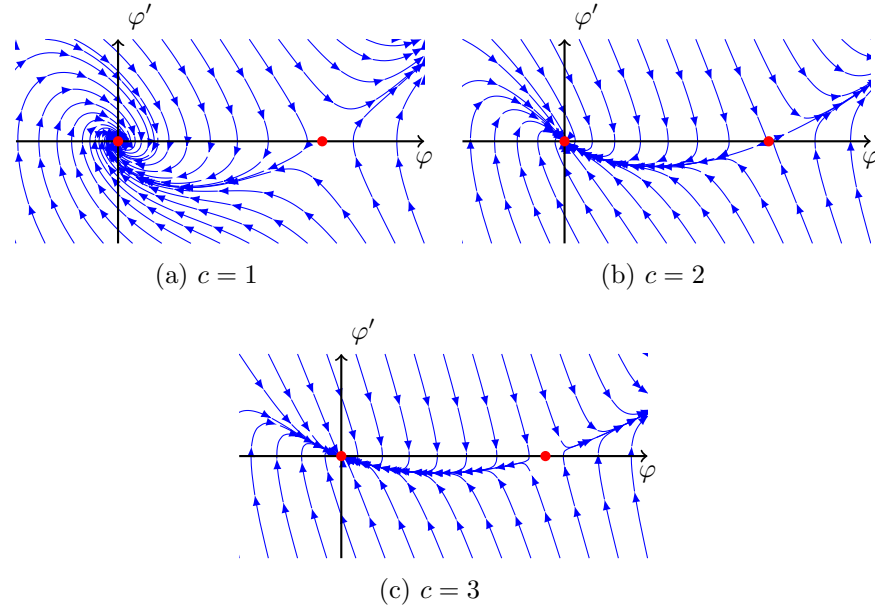 φ′
φ
(a) c = 1
φ′
φ
(b) c = 2
φ′
φ
(c) c = 3